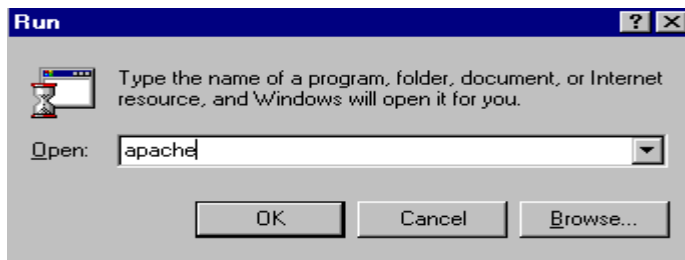 Run
Type the name of a program, folder, document, or Internet
resource, and Windows will open it for you.
Open: apache
OK Cancel Browse...